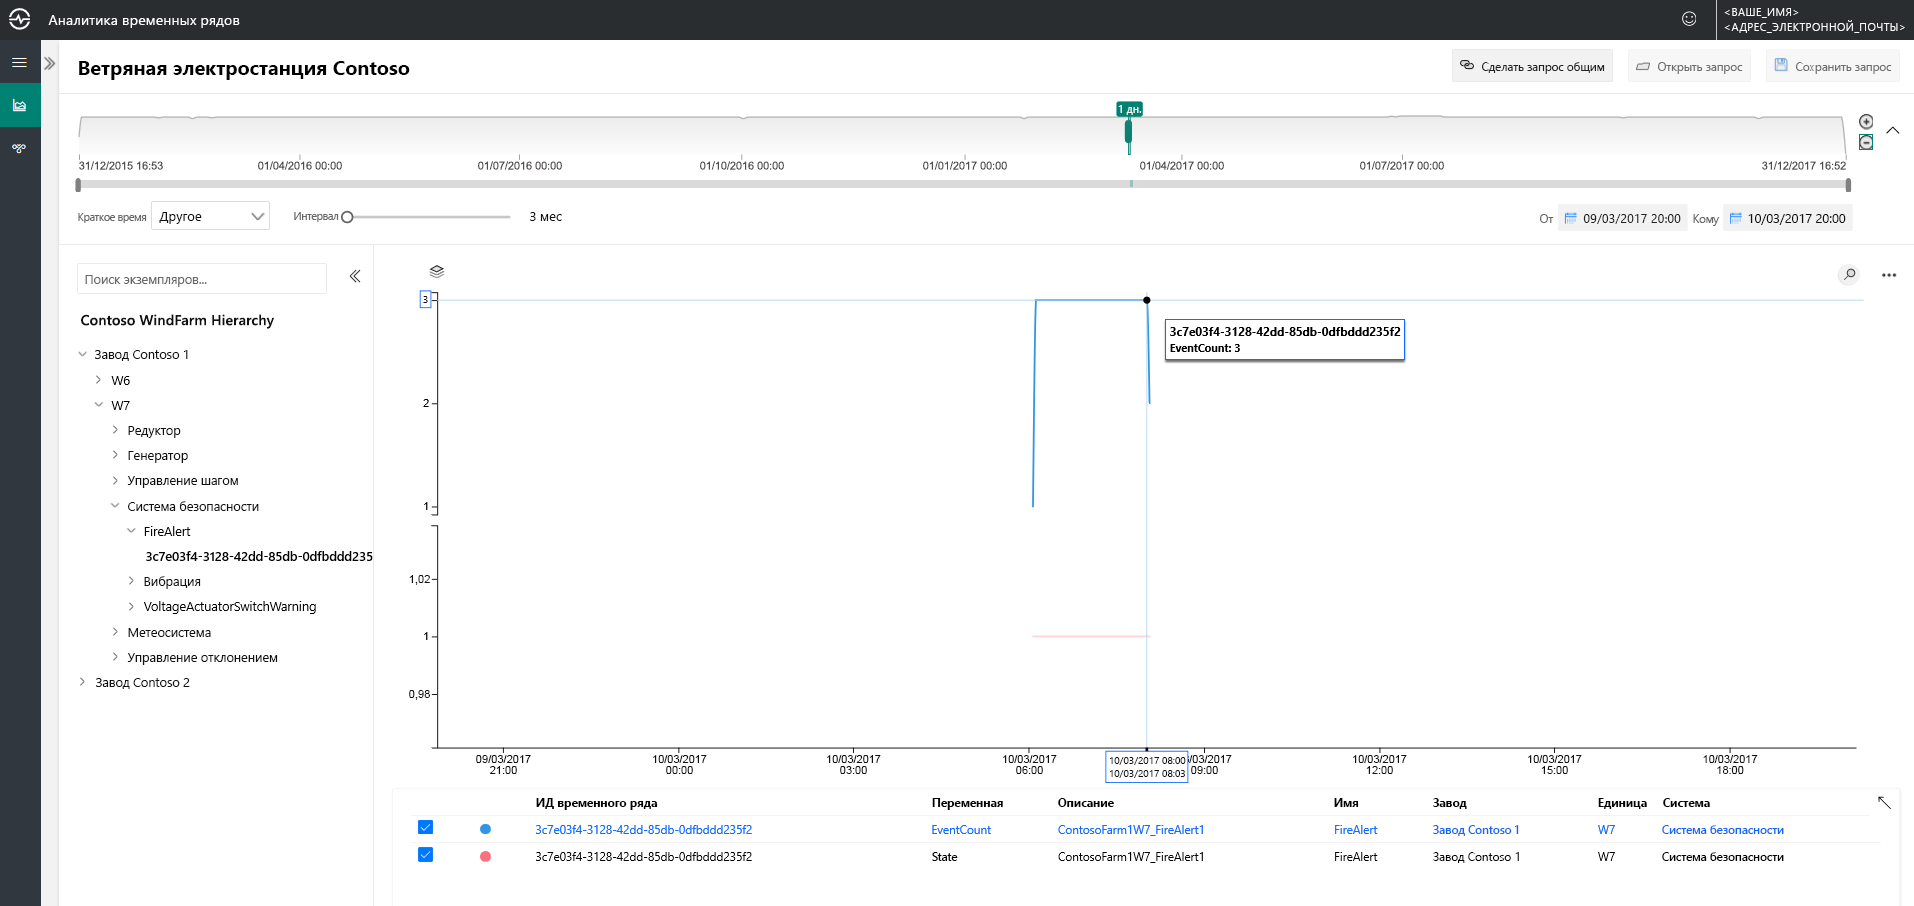 Аналитика временных рядов
<ВАШЕ_ИМЯ>
<АДРЕС_ЭЛЕКТРОННОЙ_ПОЧТЫ>
Ветряная электростанция Contoso
Сделать запрос общим
Открыть запрос
Сохранить запрос
1 дн.
31/12/2015 16:53
01/04/2016 00:00
01/07/2016 00:00
01/10/2016 00:00
01/01/2017 00:00
01/04/2017 00:00
01/07/2017 00:00
31/12/2017 16:52
Краткое время
Другое
Интервал
3 мес
От
09/03/2017 20:00
Кому
10/03/2017 20:00
Поиск экземпляров...
Contoso WindFarm Hierarchy
Завод Contoso 1
W6
W7
Редуктор
Генератор
Управление шагом
Система безопасности
FireAlert
3c7e03f4-3128-42dd-85db-0dfbddd235
Вибрация
VoltageActuatorSwitchWarning
Метеосистема
Управление отклонением
Завод Contoso 2
3
2
1
1,02
1
0,98
3c7e03f4-3128-42dd-85db-0dfbddd235f2
EventCount: 3
09/03/2017 21:00
10/03/2017 00:00
10/03/2017 03:00
10/03/2017 06:00
10/03/2017 08:00
10/03/2017 08:03
/03/2017 09:00
10/03/2017 12:00
10/03/2017 15:00
10/03/2017 18:00
ИД временного ряда Переменная Описание Имя Завод Единица Система
3c7e03f4-3128-42dd-85db-0dfbddd235f2 EventCount ContosoFarm1W7_FireAlert1 FireAlert Завод Contoso 1 W7 Система безопасности
3c7e03f4-3128-42dd-85db-0dfbddd235f2 State ContosoFarm1W7_FireAlert1 FireAlert Завод Contoso 1 W7 Система безопасности